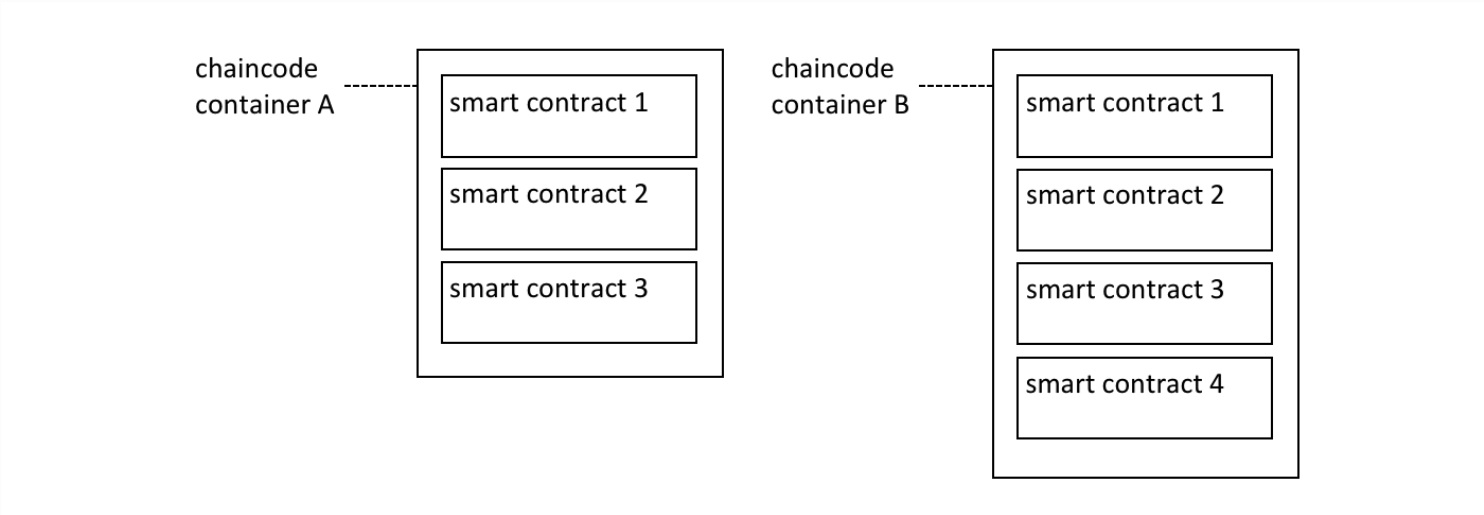 chaincode
container A
smart contract 1
smart contract 2
smart contract 3
chaincode
container B
smart contract 1
smart contract 2
smart contract 3
smart contract 4